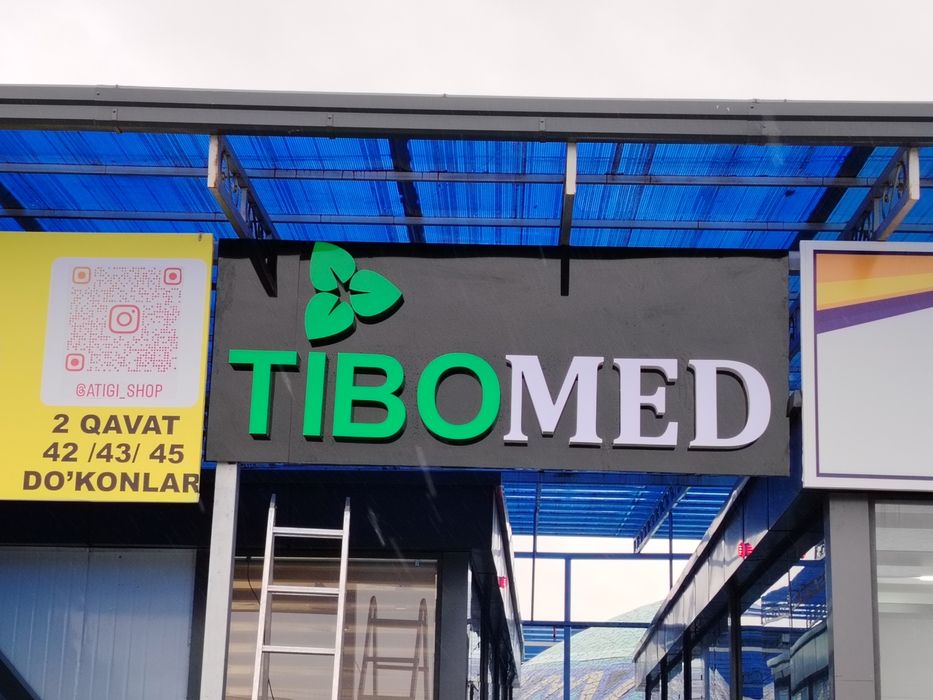 @ATIGI_SHOP
2 QAVAT
42 /43/ 45
DO'KONLAR
TIBOMED